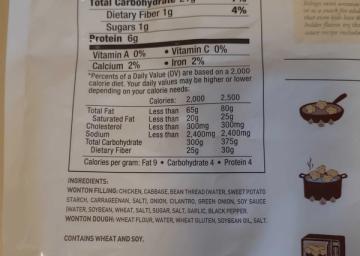 Total Carbohydrate
Dietary Fiber 1g 4%
Sugars 1g
Protein 6g
Vitamin A 0% • Vitamin C 0%
Calcium 2% • Iron 2%
*Percents of a Daily Value (DV) are based on a 2,000
calorie diet. Your daily values may be higher or lower
depending on your calorie needs:
Calories: 2,000 2,500
Total Fat Less than 65g 80g
Saturated Fat Less than 20g 25g
Cholesterol Less than 300mg 300mg
Sodium Less than 2,400mg 2,400mg
Total Carbohydrate 300g 375g
Dietary Fiber 25g 30g
Calories per gram: Fat 9 • Carbohydrate 4 • Protein 4
INGREDIENTS:
WONTON FILLING: CHICKEN, CABBAGE, BEAN THREAD (WATER, SWEET POTATO
STARCH, CARRAGEENAN, SALT), ONION, CILANTRO, GREEN ONION, SOY SAUCE
(WATER, SOYBEAN, WHEAT, SALT), SUGAR, SALT, GARLIC, BLACK PEPPER.
WONTON DOUGH: WHEAT FLOUR, WATER, WHEAT GLUTEN, SOYBEAN OIL, SALT.
CONTAINS WHEAT AND SOY.